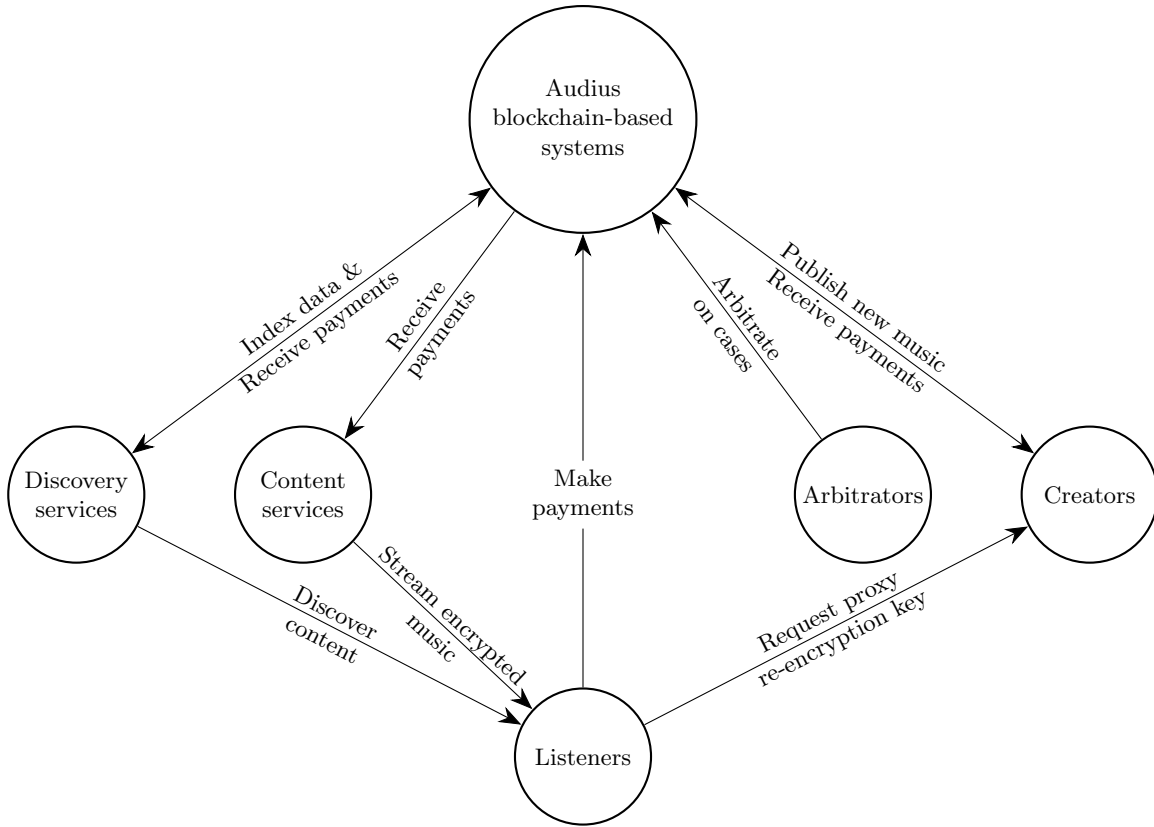 Audius
blockchain-based
systems
Index data &
Receive payments
Receive
payments
Arbitrate
on cases
Publish new music
Receive payments
Discovery
services
Content
services
Make
payments
Arbitrators
Creators
Discover
content
Stream encrypted
music
Request proxy
re-encryption key
Listeners